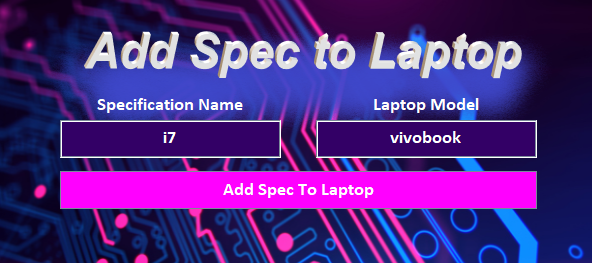 Add Spec to Laptop
Specification Name
Laptop Model
i7
vivobook
Add Spec To Laptop